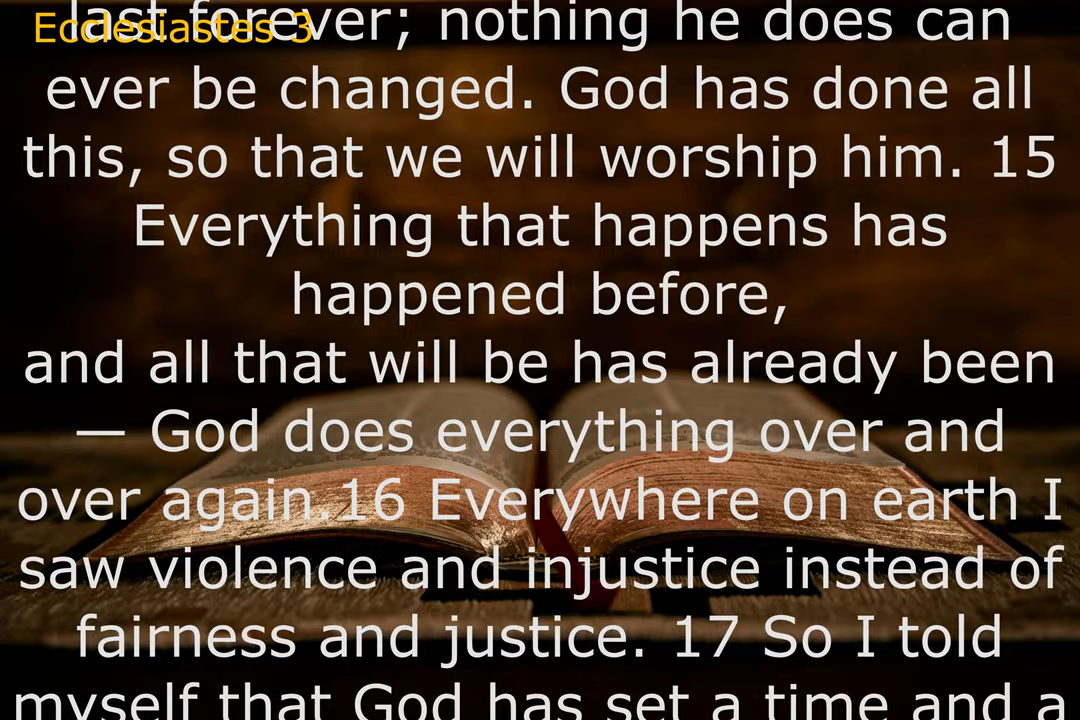 Ecclesiastes 3
last forever; nothing he does can
ever be changed. God has done all
this, so that we will worship him. 15
Everything that happens has
happened before,
and all that will be has already been
— God does everything over and
over again.16 Everywhere on earth I
saw violence and injustice instead of
fairness and justice. 17 So I told
myself that God has set a time and a